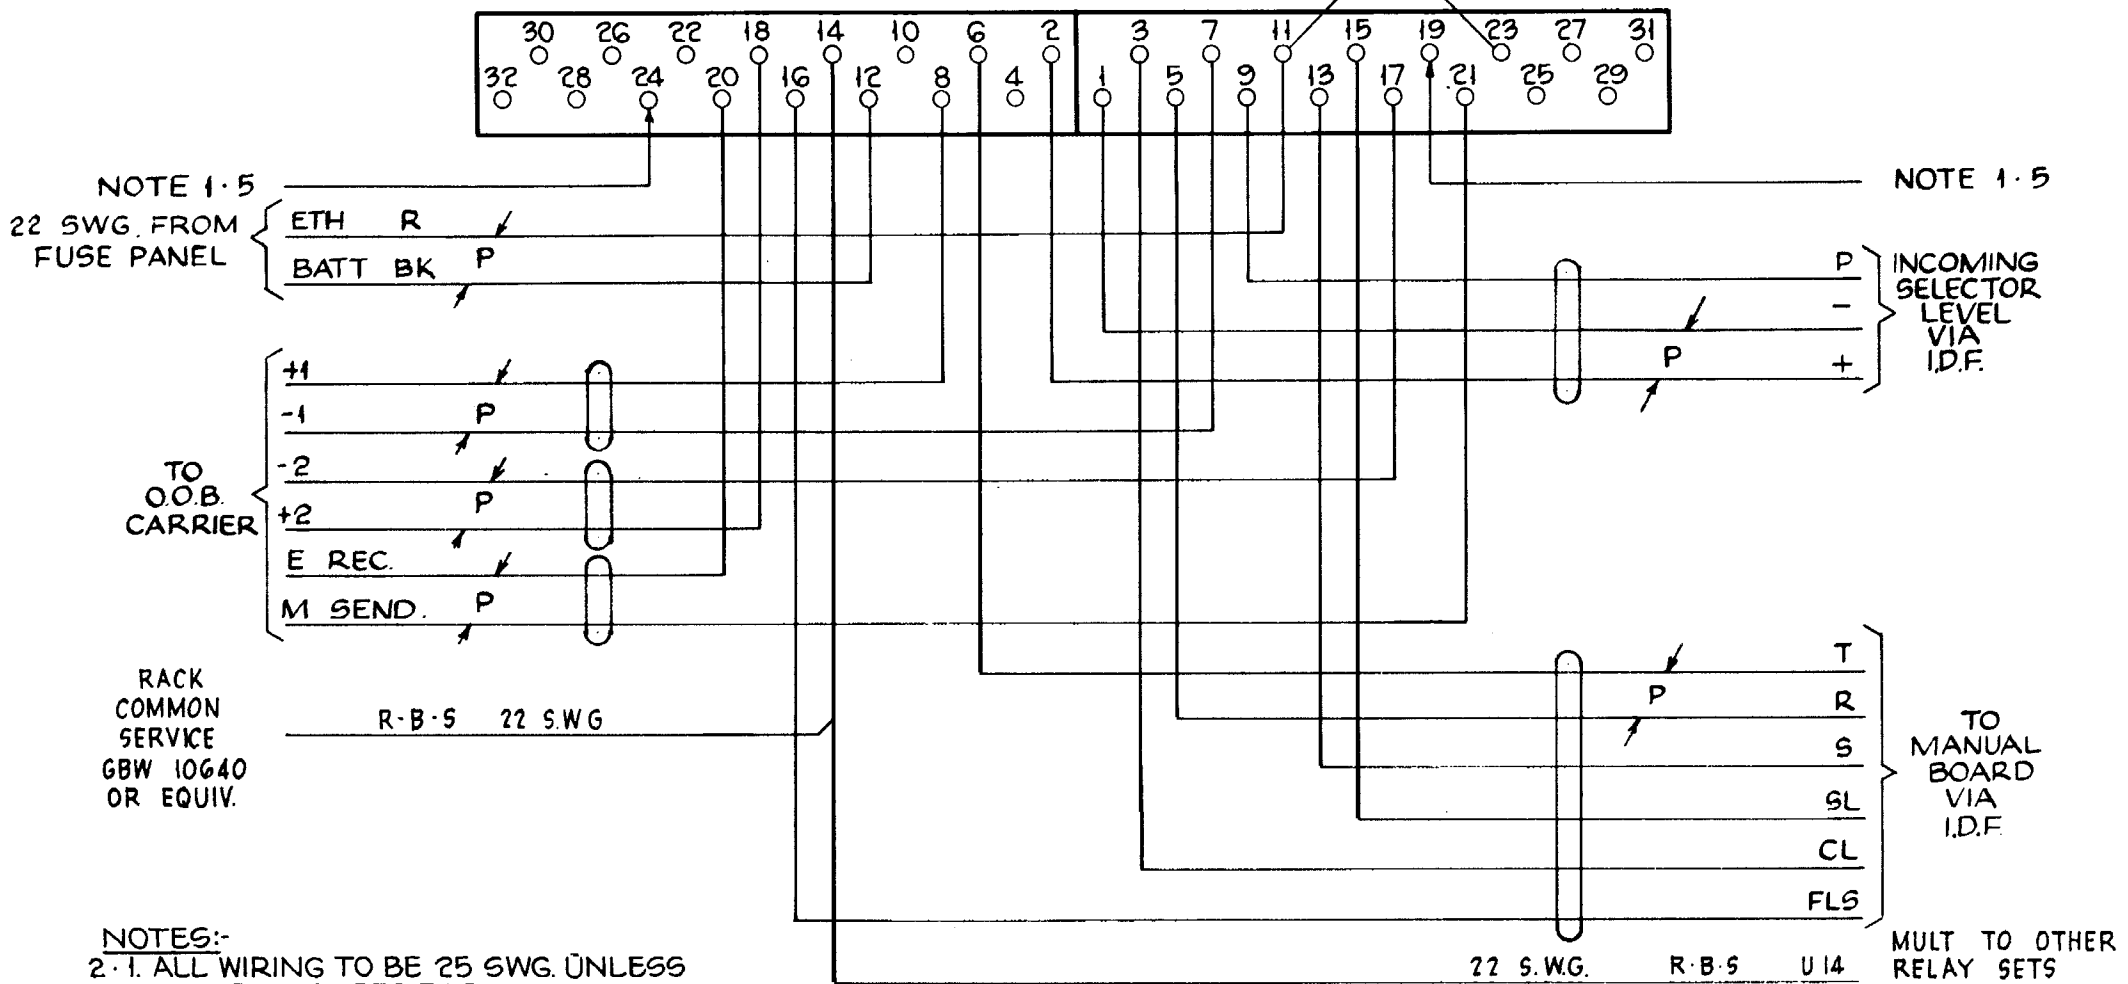 30 26 22 18 14 10 6 2 3 7 11 15 19 23 27 31
32 28 24 20 16 12 8 4 1 5 9 13 17 21 25 29
NOTE 1·5
22 SWG. FROM
FUSE PANEL
ETH R
P
BATT BK
TO
O.O.B.
CARRIER
+1
P
-1
-2
P
+2
E REC.
P
M SEND.
RACK
COMMON
SERVICE
GBW 10640
OR EQUIV.
R-B-S 22 S.W G
NOTE 1·5
P
-
P
+
INCOMING
SELECTOR
LEVEL
VIA
I.D.F.
T
P
R
S
SL
CL
FLS
TO
MANUAL
BOARD
VIA
I.D.F
22 S.W.G. R·B·S U14
MULT TO OTHER
RELAY SETS
NOTES:-
2·1. ALL WIRING TO BE 25 SWG. UNLESS